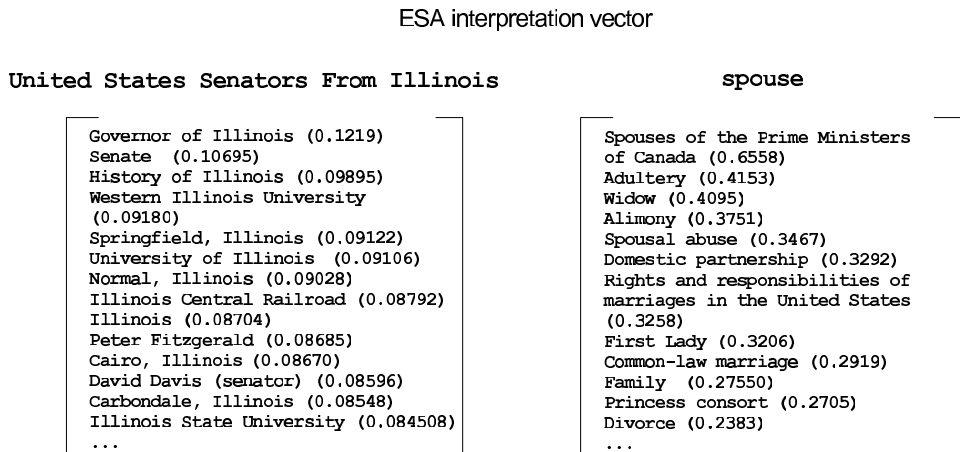 ESA interpretation vector
United States Senators From Illinois
Governor of Illinois (0.1219)
Senate (0.10695)
History of Illinois (0.09895)
Western Illinois University
(0.09180)
Springfield, Illinois (0.09122)
University of Illinois (0.09106)
Normal, Illinois (0.09028)
Illinois Central Railroad (0.08792)
Illinois (0.08704)
Peter Fitzgerald (0.08685)
Cairo, Illinois (0.08670)
David Davis (senator) (0.08596)
Carbondale, Illinois (0.08548)
Illinois State University (0.084508)
...
spouse
Spouses of the Prime Ministers
of Canada (0.6558)
Adultery (0.4153)
Widow (0.4095)
Alimony (0.3751)
Spousal abuse (0.3467)
Domestic partnership (0.3292)
Rights and responsibilities of
marriages in the United States
(0.3258)
First Lady (0.3206)
Common-law marriage (0.2919)
Family (0.27550)
Princess consort (0.2705)
Divorce (0.2383)
...